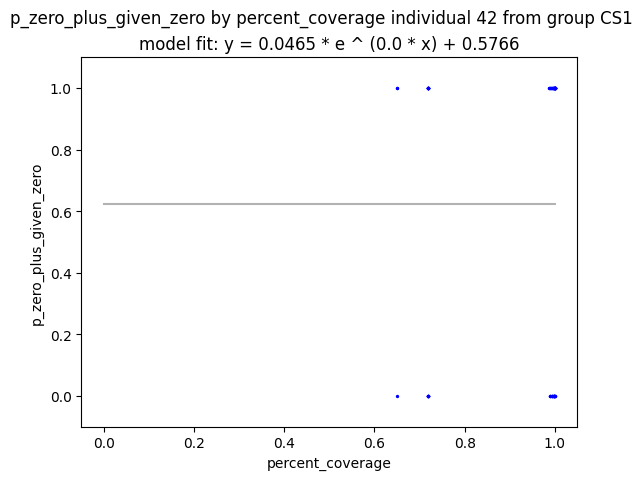 p_zero_plus_given_zero by percent_coverage individual 42 from group CS1
model fit: y = 0.0465 * e ^ (0.0 * x) + 0.5766
1.0
0.8
0.6
0.4
0.2
0.0
p_zero_plus_given_zero
0.0 0.2 0.4 0.6 0.8 1.0
percent_coverage